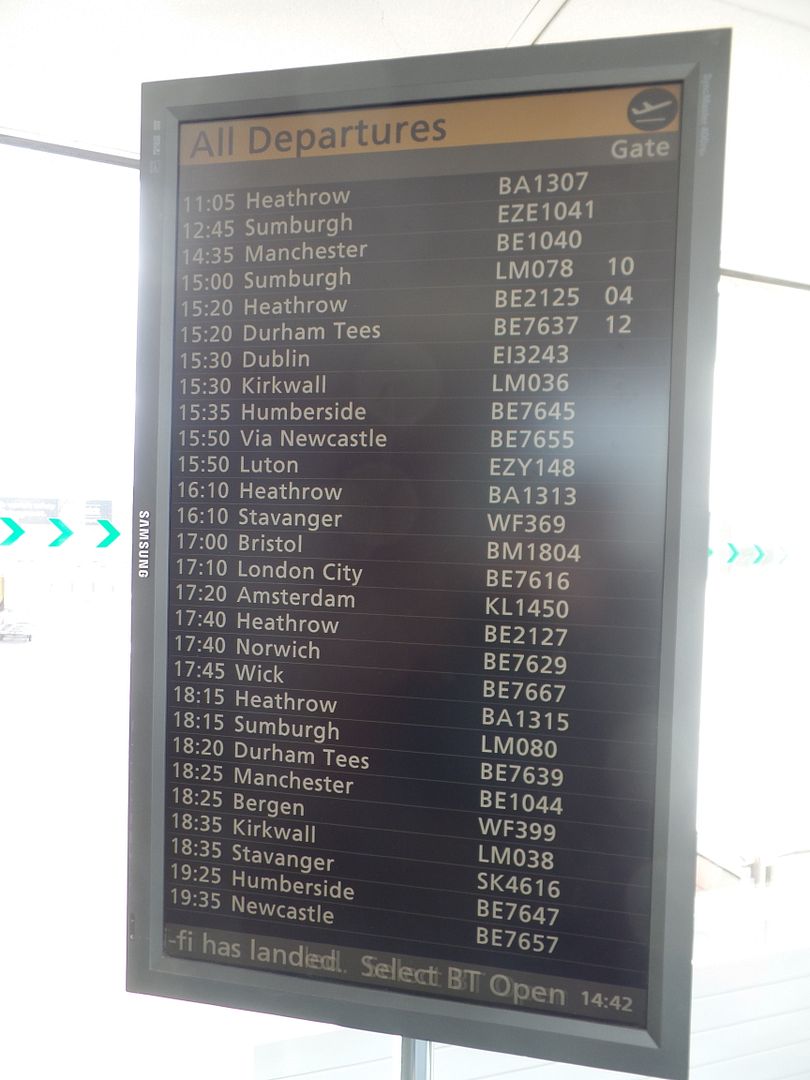 All Departures
Gate
11:05 Heathrow BA1307
12:45 Sumburgh EZE1041
14:35 Manchester BE1040
15:00 Sumburgh LM078 10
15:20 Heathrow BE2125 04
15:20 Durham Tees BE7637 12
15:30 Dublin EI3243
15:30 Kirkwall LM036
15:35 Humberside BE7645
15:50 Via Newcastle BE7655
15:50 Luton EZY148
16:10 Heathrow BA1313
16:10 Stavanger WF369
17:00 Bristol BM1804
17:10 London City BE7616
17:20 Amsterdam KL1450
17:40 Heathrow BE2127
17:40 Norwich BE7629
17:45 Wick BE7667
18:15 Heathrow BA1315
18:15 Sumburgh LM080
18:20 Durham Tees BE7639
18:25 Manchester BE1044
18:25 Bergen WF399
18:35 Kirkwall LM038
18:35 Stavanger SK4616
19:25 Humberside BE7647
19:35 Newcastle BE7657
-fi has landed. Select BT Open 14:42
SAMSUNG